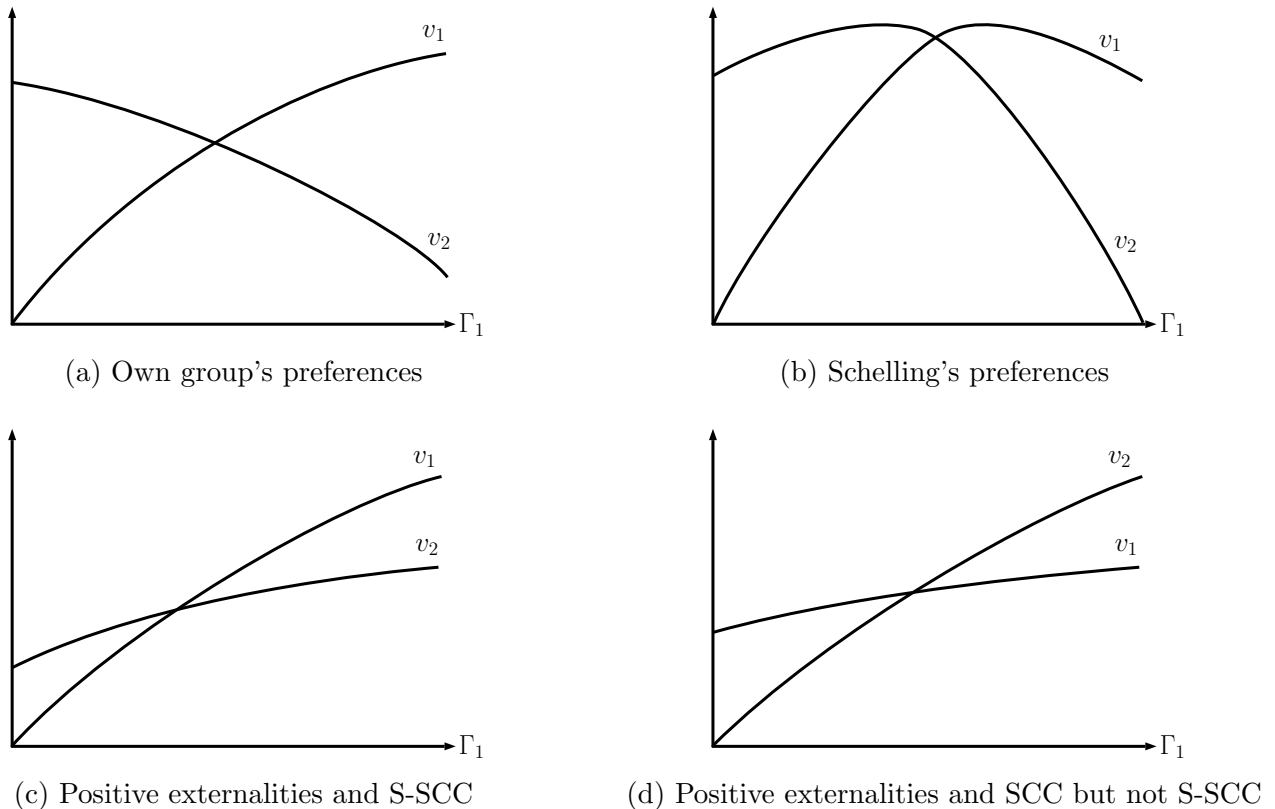 v₁
v₂
Γ₁
(a) Own group's preferences
v₁
v₂
Γ₁
(b) Schelling's preferences
v₁
v₂
Γ₁
(c) Positive externalities and S-SCC
v₂
v₁
Γ₁
(d) Positive externalities and SCC but not S-SCC